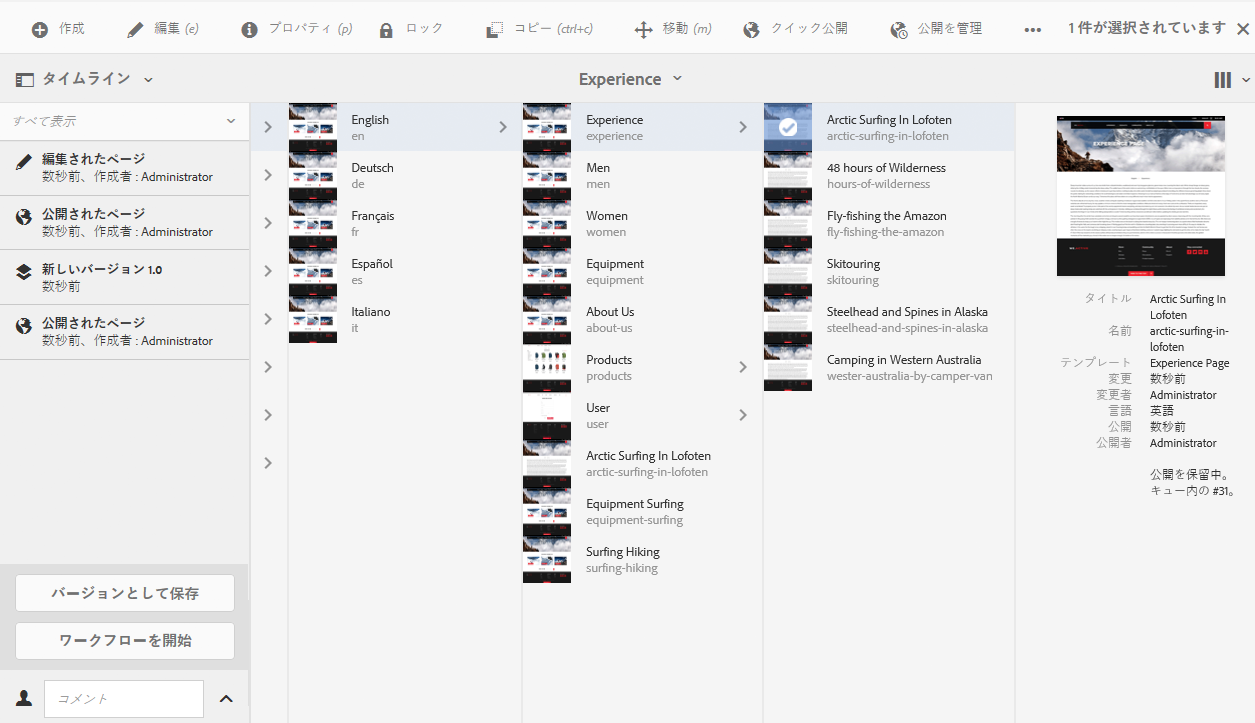 作成
編集 (e)
プロパティ (p)
ロック
コピー (ctrl+c)
移動 (m)
クイック公開
公開を管理
1 件が選択されています
タイムライン
Experience
すべて表示
編集されたページ
数秒前、作成者 : Administrator
公開されたページ
数秒前、作成者 : Administrator
新しいバージョン 1.0
数秒前
公開されたページ
数秒前、作成者 : Administrator
バージョンとして保存
ワークフローを開始
コメント
English
en
Deutsch
de
Français
fr
Español
es
Italiano
it
Experience
experience
Men
men
Women
women
Equipment
equipment
About Us
about-us
Products
products
User
user
Arctic Surfing In Lofoten
arctic-surfing-in-lofoten
Equipment Surfing
equipment-surfing
Surfing Hiking
surfing-hiking
Arctic Surfing In Lofoten
arctic-surfing-in-lofoten
48 hours of Wilderness
hours-of-wilderness
Fly-fishing the Amazon
fly-fishing-the-amazon
Skitouring
skitouring
Steelhead and Spines in Alaska
steelhead-and-spines-in-alaska
Camping in Western Australia
wester-australia-by-camper-van
EXPERIENCE PAGE
タイトル Arctic Surfing In
Lofoten
名前 arctic-surfing-in-
lofoten
テンプレート Experience Page
変更 数秒前
変更者 Administrator
言語 英語
公開 数秒前
公開者 Administrator
公開を保留中。
キュー内の #31。